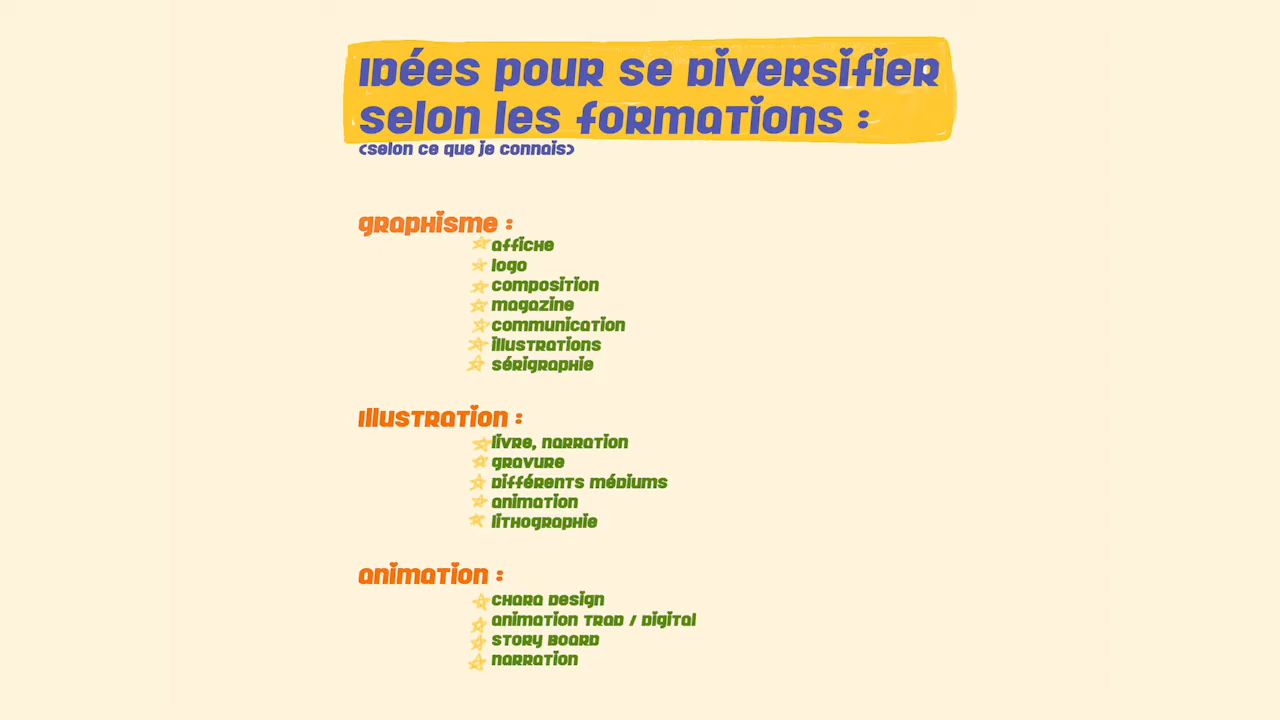 Idées pour se diversifier
selon les formations :
(selon ce que je connais)
graphisme :
affiche
logo
composition
magazine
communication
illustrations
sérigraphie
Illustration :
livre, narration
gravure
différents médiums
animation
lithographie
animation :
chara design
animation trad / digital
story board
narration